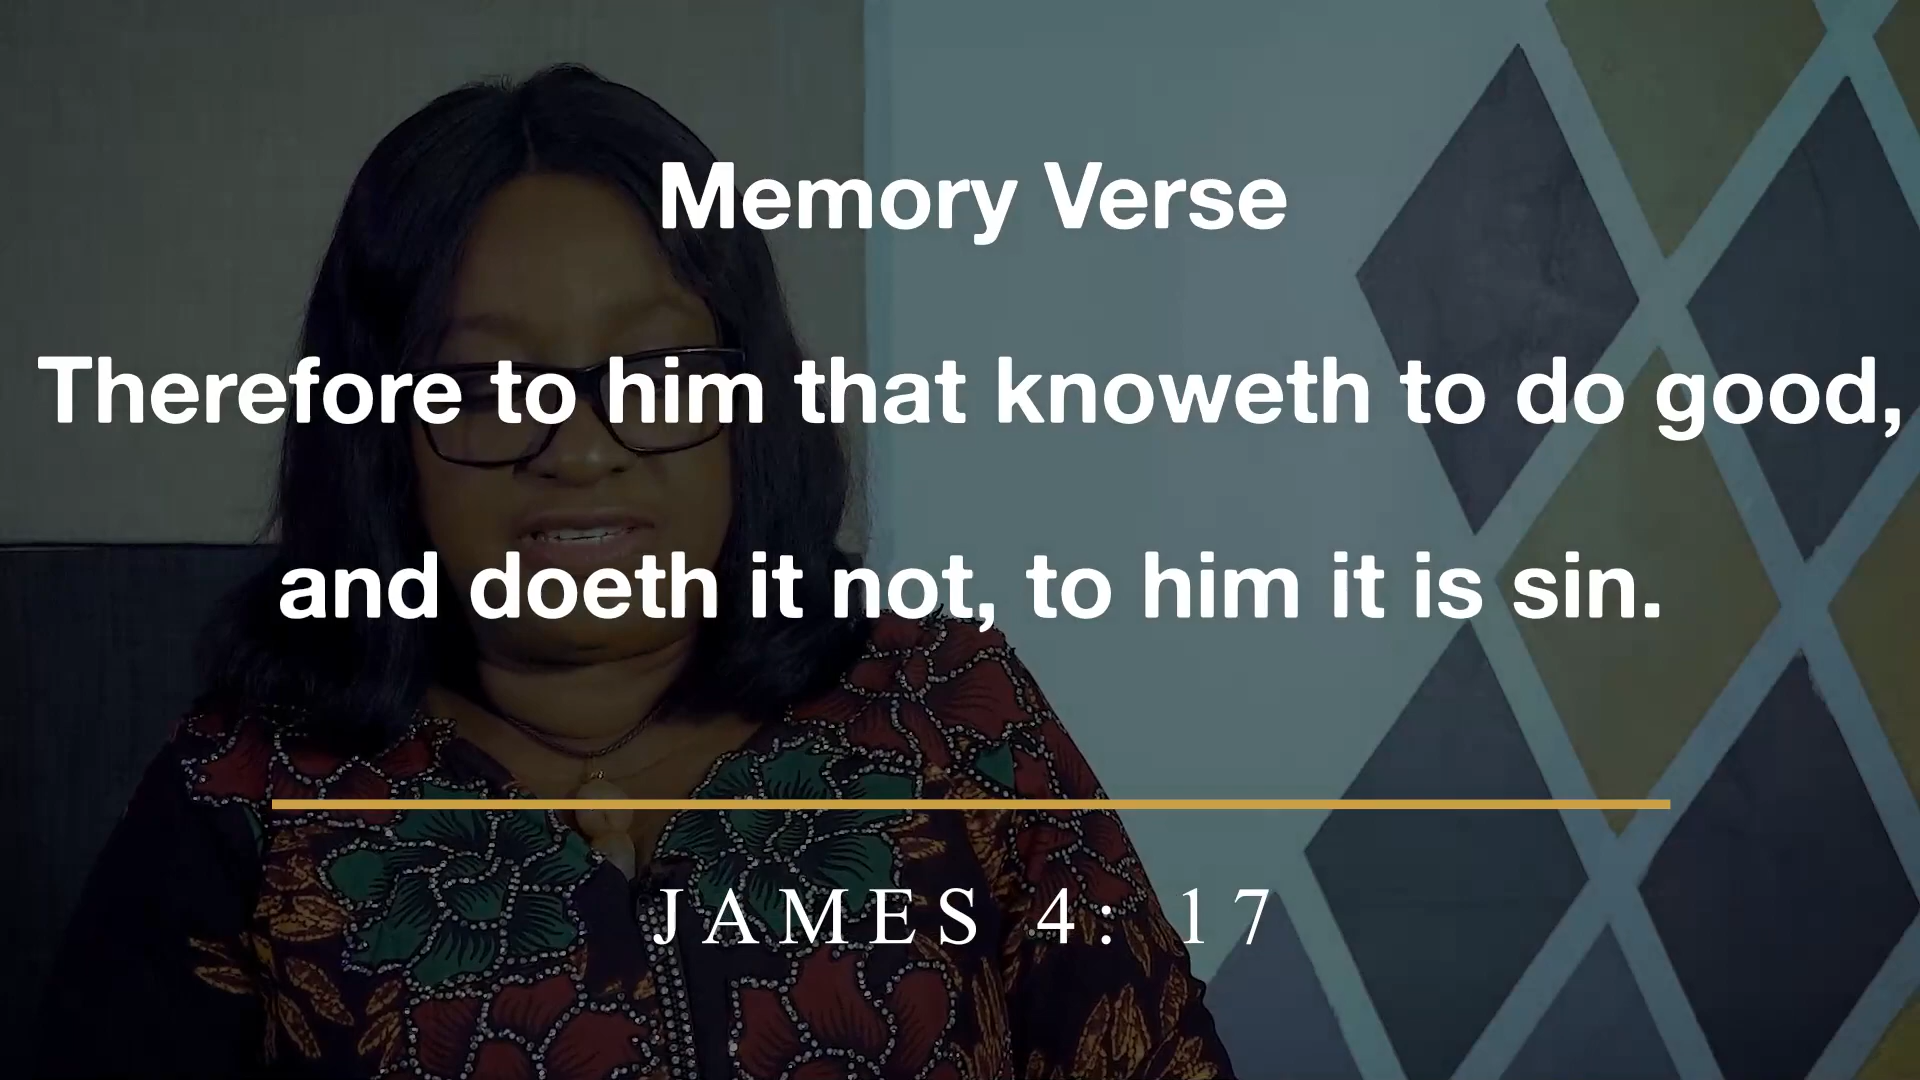 Memory Verse
Therefore to him that knoweth to do good,
and doeth it not, to him it is sin.
JAMES 4: 17